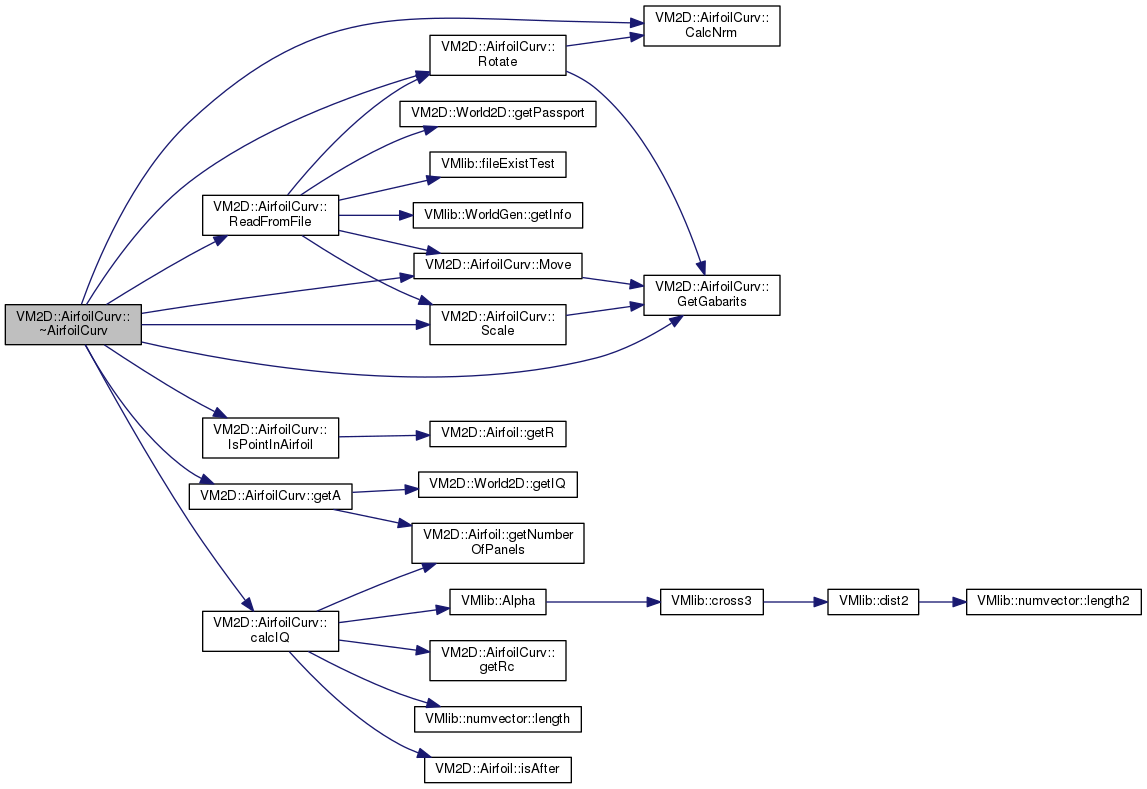 VM2D::AirfoilCurv::
~AirfoilCurv
VM2D::AirfoilCurv::
ReadFromFile
VM2D::AirfoilCurv::
IsPointInAirfoil
VM2D::AirfoilCurv::getA
VM2D::AirfoilCurv::
calcIQ
VM2D::AirfoilCurv::
Rotate
VM2D::World2D::getPassport
VMlib::fileExistTest
VMlib::WorldGen::getInfo
VM2D::AirfoilCurv::Move
VM2D::AirfoilCurv::
Scale
VM2D::Airfoil::getR
VM2D::World2D::getIQ
VM2D::Airfoil::getNumber
OfPanels
VMlib::Alpha
VM2D::AirfoilCurv::
getRc
VMlib::numvector::length
VM2D::Airfoil::isAfter
VM2D::AirfoilCurv::
CalcNrm
VM2D::AirfoilCurv::
GetGabarits
VMlib::cross3
VMlib::dist2
VMlib::numvector::length2